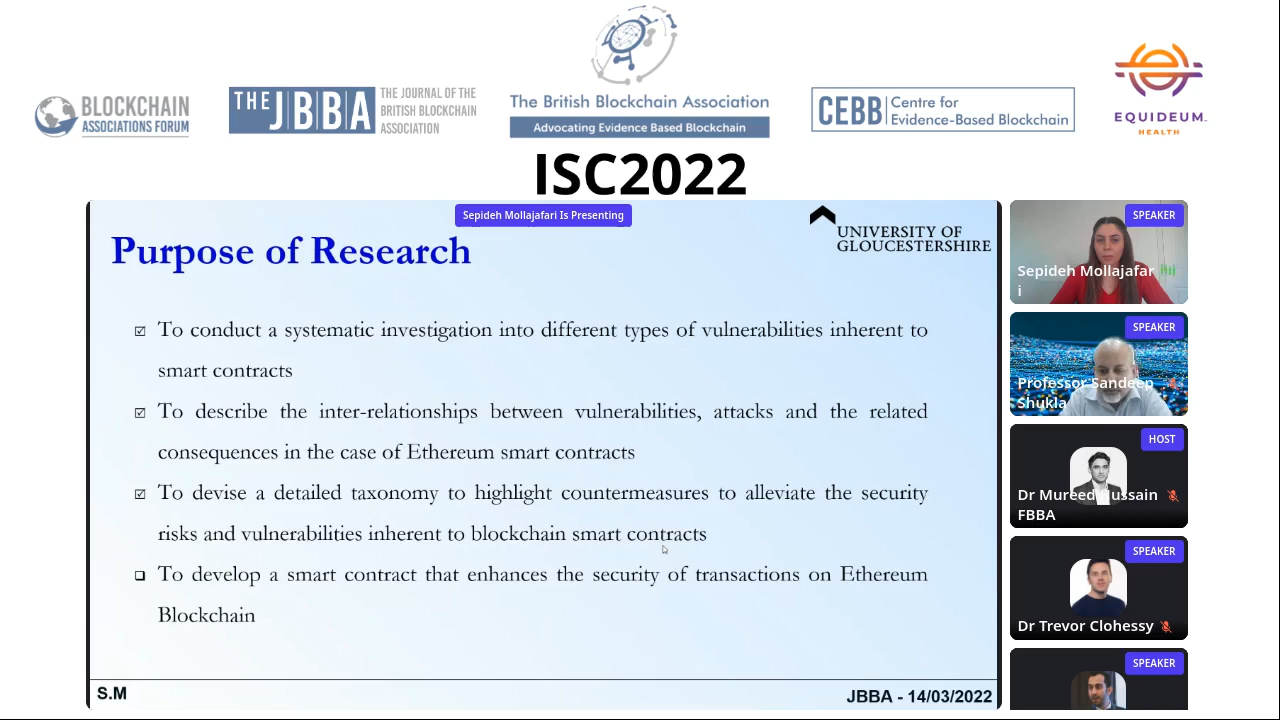 BLOCKCHAIN
ASSOCIATIONS FORUM
THE JBBA
THE JOURNAL OF THE
BRITISH BLOCKCHAIN
ASSOCIATION
The British Blockchain Association
Advocating Evidence Based Blockchain
CEBB
Centre for
Evidence-Based Blockchain
EQUIDEUM™
HEALTH
ISC2022
Sepideh Mollajafari Is Presenting
UNIVERSITY OF
GLOUCESTERSHIRE
Purpose of Research
To conduct a systematic investigation into different types of vulnerabilities inherent to
smart contracts
To describe the inter-relationships between vulnerabilities, attacks and the related
consequences in the case of Ethereum smart contracts
To devise a detailed taxonomy to highlight countermeasures to alleviate the security
risks and vulnerabilities inherent to blockchain smart contracts
To develop a smart contract that enhances the security of transactions on Ethereum
Blockchain
S.M
JBBA - 14/03/2022
SPEAKER
Sepideh Mollajafar
i
SPEAKER
Professor Sandeep
Shukla
HOST
Dr Mureed Hussain
FBBA
SPEAKER
Dr Trevor Clohessy
SPEAKER